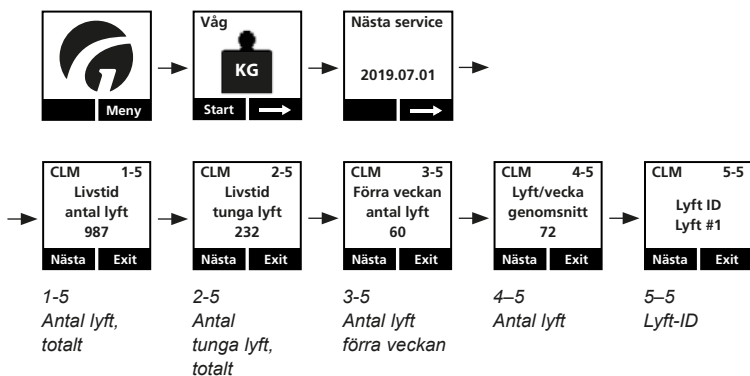 Meny
Våg
KG
Start
Nästa service
2019.07.01
CLM 1-5
Livstid
antal lyft
987
Nästa Exit
CLM 2-5
Livstid
tunga lyft
232
Nästa Exit
CLM 3-5
Förra veckan
antal lyft
60
Nästa Exit
CLM 4-5
Lyft/vecka
genomsnitt
72
Nästa Exit
CLM 5-5
Lyft ID
Lyft #1
Nästa Exit
1-5
Antal lyft,
totalt
2-5
Antal
tunga lyft,
totalt
3-5
Antal lyft
förra veckan
4–5
Antal lyft
5–5
Lyft-ID